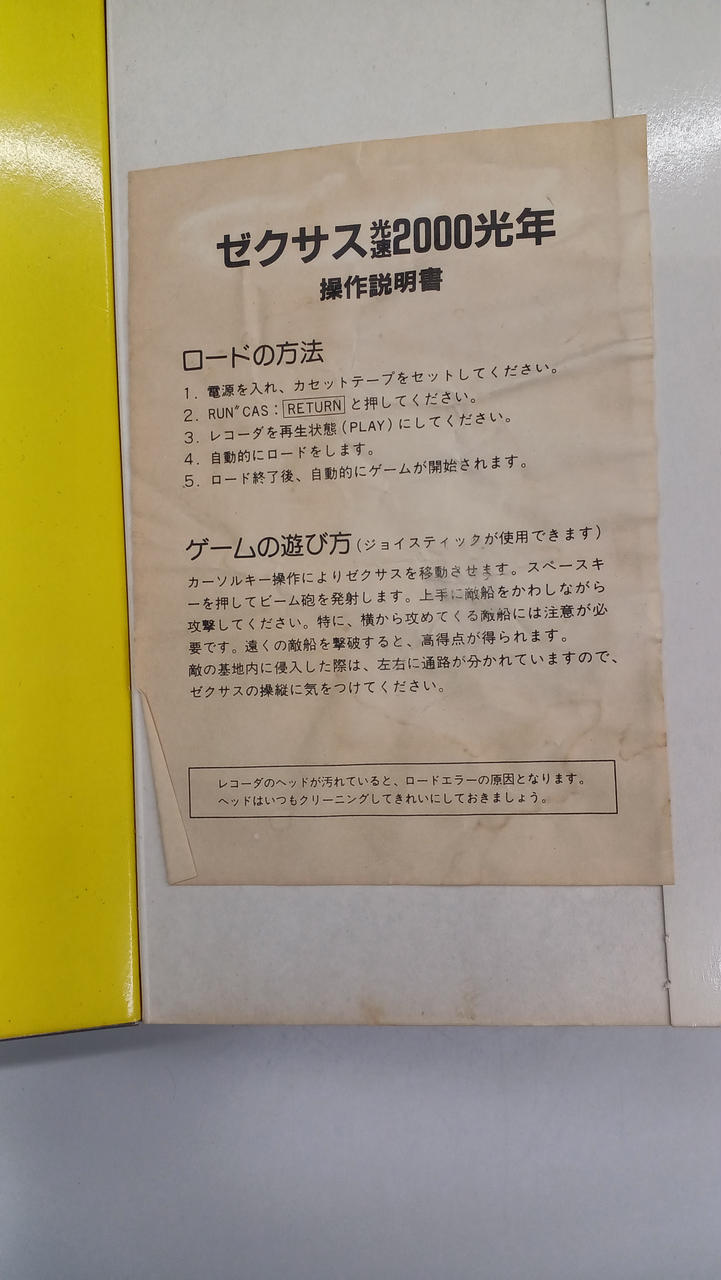 ゼクサス光速2000光年
操作説明書
ロードの方法
1. 電源を入れ、カセットテープをセットしてください。
2. RUN"CAS：RETURN と押してください。
3. レコーダを再生状態(PLAY)にしてください。
4. 自動的にロードをします。
5. ロード終了後、自動的にゲームが開始されます。
ゲームの遊び方(ジョイスティックが使用できます)
カーソルキー操作によりゼクサスを移動させます。スペースキ
ーを押してビーム砲を発射します。上手に敵船をかわしながら
攻撃してください。特に、横から攻めてくる敵船には注意が必
要です。遠くの敵船を撃破すると、高得点が得られます。
敵の基地内に侵入した際は、左右に通路が分かれていますので、
ゼクサスの操縦に気をつけてください。
レコーダのヘッドが汚れていると、ロードエラーの原因となります。
ヘッドはいつもクリーニングしてきれいにしておきましょう。